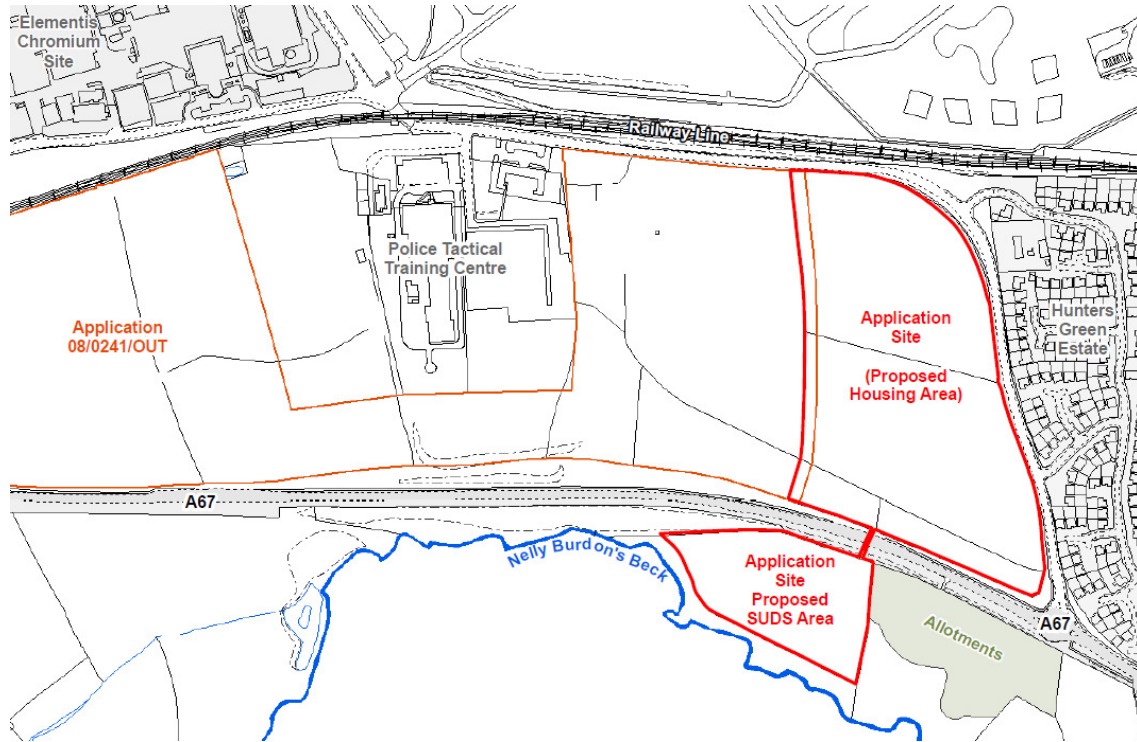 Elementis
Chromium
Site
Railway Line
Police Tactical
Training Centre
Application
08/0241/OUT
Application
Site
(Proposed
Housing Area)
Hunters
Green
Estate
A67
Nelly Burdon's Beck
Application
Site
Proposed
SUDS Area
A67
Allotments